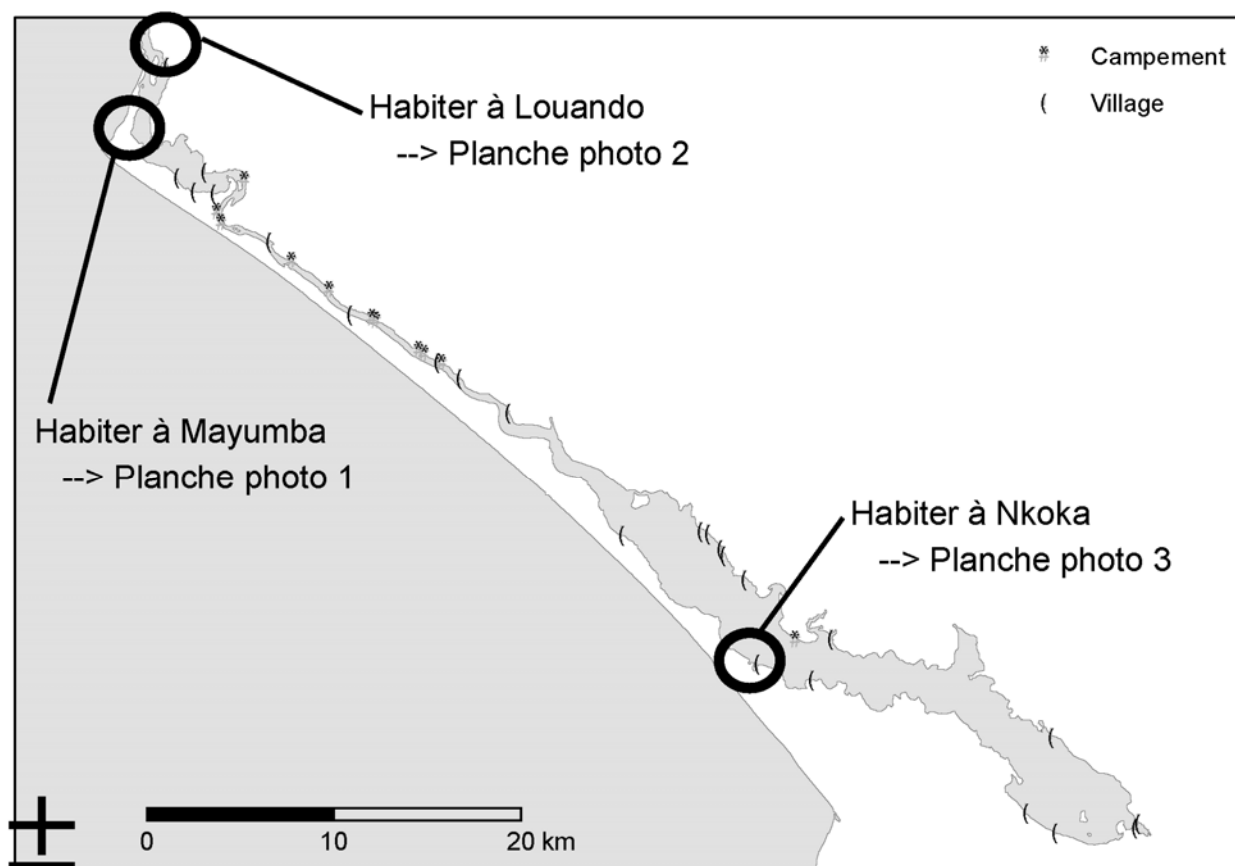 Campement
Village
Habiter à Louando
--> Planche photo 2
Habiter à Mayumba
--> Planche photo 1
Habiter à Nkoka
--> Planche photo 3
0 10 20 km